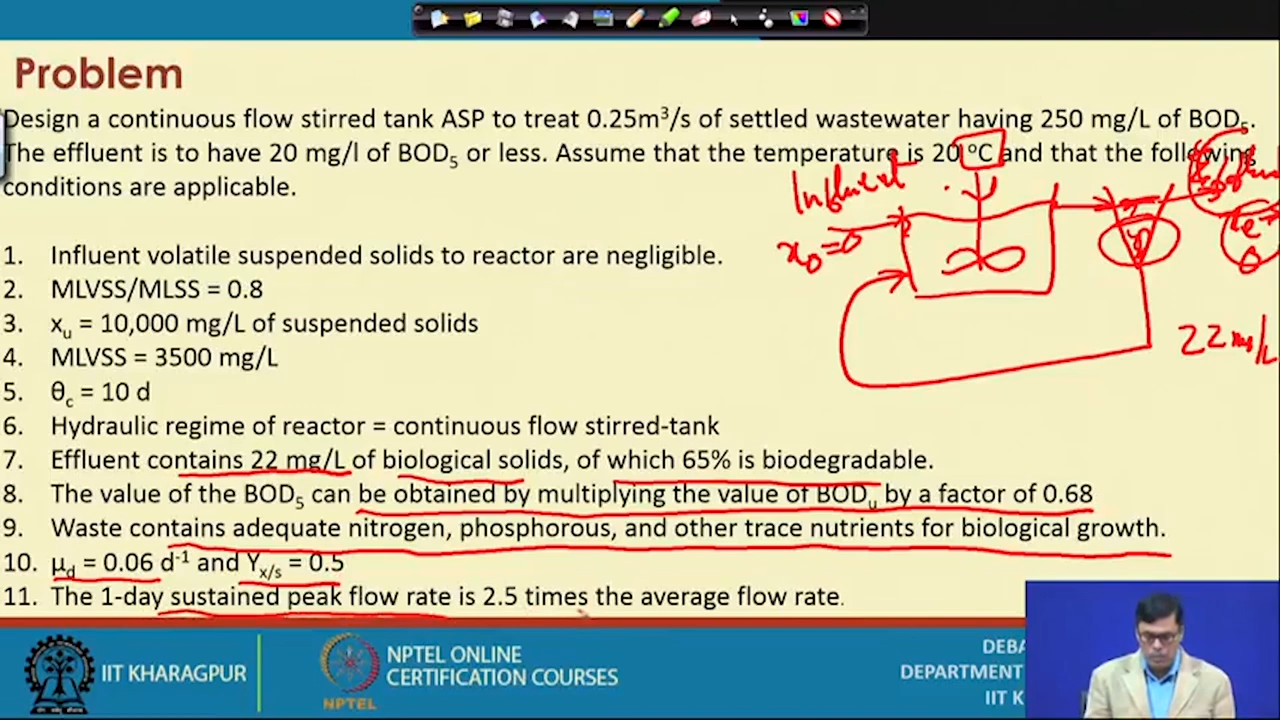 Problem
Design a continuous flow stirred tank ASP to treat 0.25m³/s of settled wastewater having 250 mg/L of BOD₅.
The effluent is to have 20 mg/l of BOD₅ or less. Assume that the temperature is 20 ºC and that the following
conditions are applicable.
Influent
x₀=0
1. Influent volatile suspended solids to reactor are negligible.
2. MLVSS/MLSS = 0.8
3. xᵤ = 10,000 mg/L of suspended solids
22 mg/L
4. MLVSS = 3500 mg/L
5. θc = 10 d
6. Hydraulic regime of reactor = continuous flow stirred-tank
7. Effluent contains 22 mg/L of biological solids, of which 65% is biodegradable.
8. The value of the BOD₅ can be obtained by multiplying the value of BODᵤ by a factor of 0.68
9. Waste contains adequate nitrogen, phosphorous, and other trace nutrients for biological growth.
10. μd = 0.06 d⁻¹ and Yx/s = 0.5
11. The 1-day sustained peak flow rate is 2.5 times the average flow rate.
IIT KHARAGPUR
NPTEL
NPTEL ONLINE
CERTIFICATION COURSES
DEBA
DEPARTMENT
IIT K